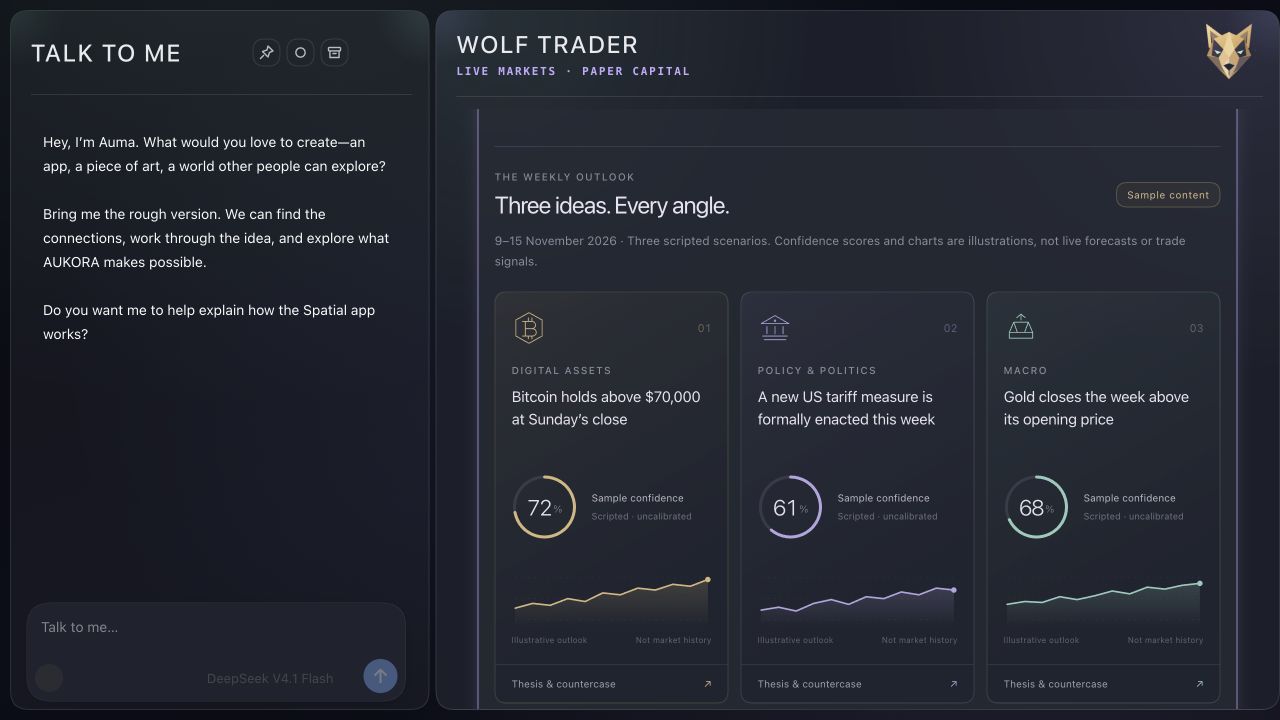 TALK TO ME
Hey, I'm Auma. What would you love to create—an
app, a piece of art, a world other people can explore?
Bring me the rough version. We can find the
connections, work through the idea, and explore what
AUKORA makes possible.
Do you want me to help explain how the Spatial app
works?
Talk to me...
DeepSeek V4.1 Flash
WOLF TRADER
LIVE MARKETS · PAPER CAPITAL
THE WEEKLY OUTLOOK
Three ideas. Every angle.
Sample content
9–15 November 2026 · Three scripted scenarios. Confidence scores and charts are illustrations, not live forecasts or trade
signals.
01
DIGITAL ASSETS
Bitcoin holds above $70,000
at Sunday's close
72%
Sample confidence
Scripted · uncalibrated
Illustrative outlook
Not market history
Thesis & countercase
02
POLICY & POLITICS
A new US tariff measure is
formally enacted this week
61%
Sample confidence
Scripted · uncalibrated
Illustrative outlook
Not market history
Thesis & countercase
03
MACRO
Gold closes the week above
its opening price
68%
Sample confidence
Scripted · uncalibrated
Illustrative outlook
Not market history
Thesis & countercase